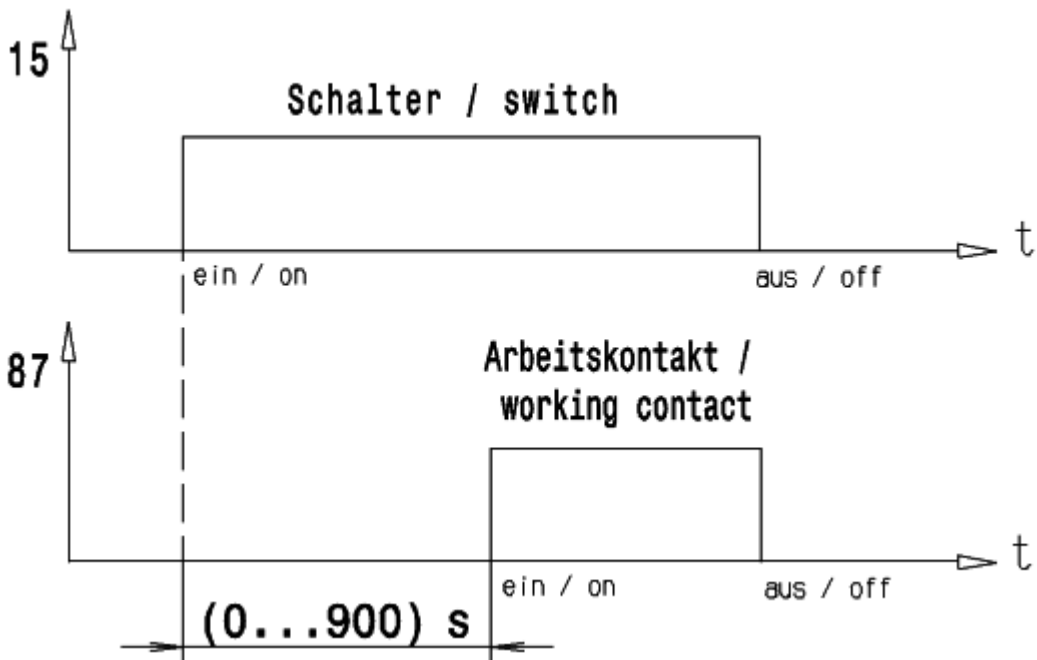 15
Schalter / switch
t
ein / on
aus / off
87
Arbeitskontakt /
working contact
t
ein / on
aus / off
(0...900) s